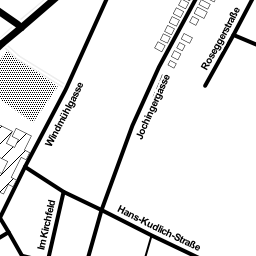 Roseggerstraße
Windmühlgasse
Jochingergasse
Im Kirchfeld
Hans-Kudlich-Straße